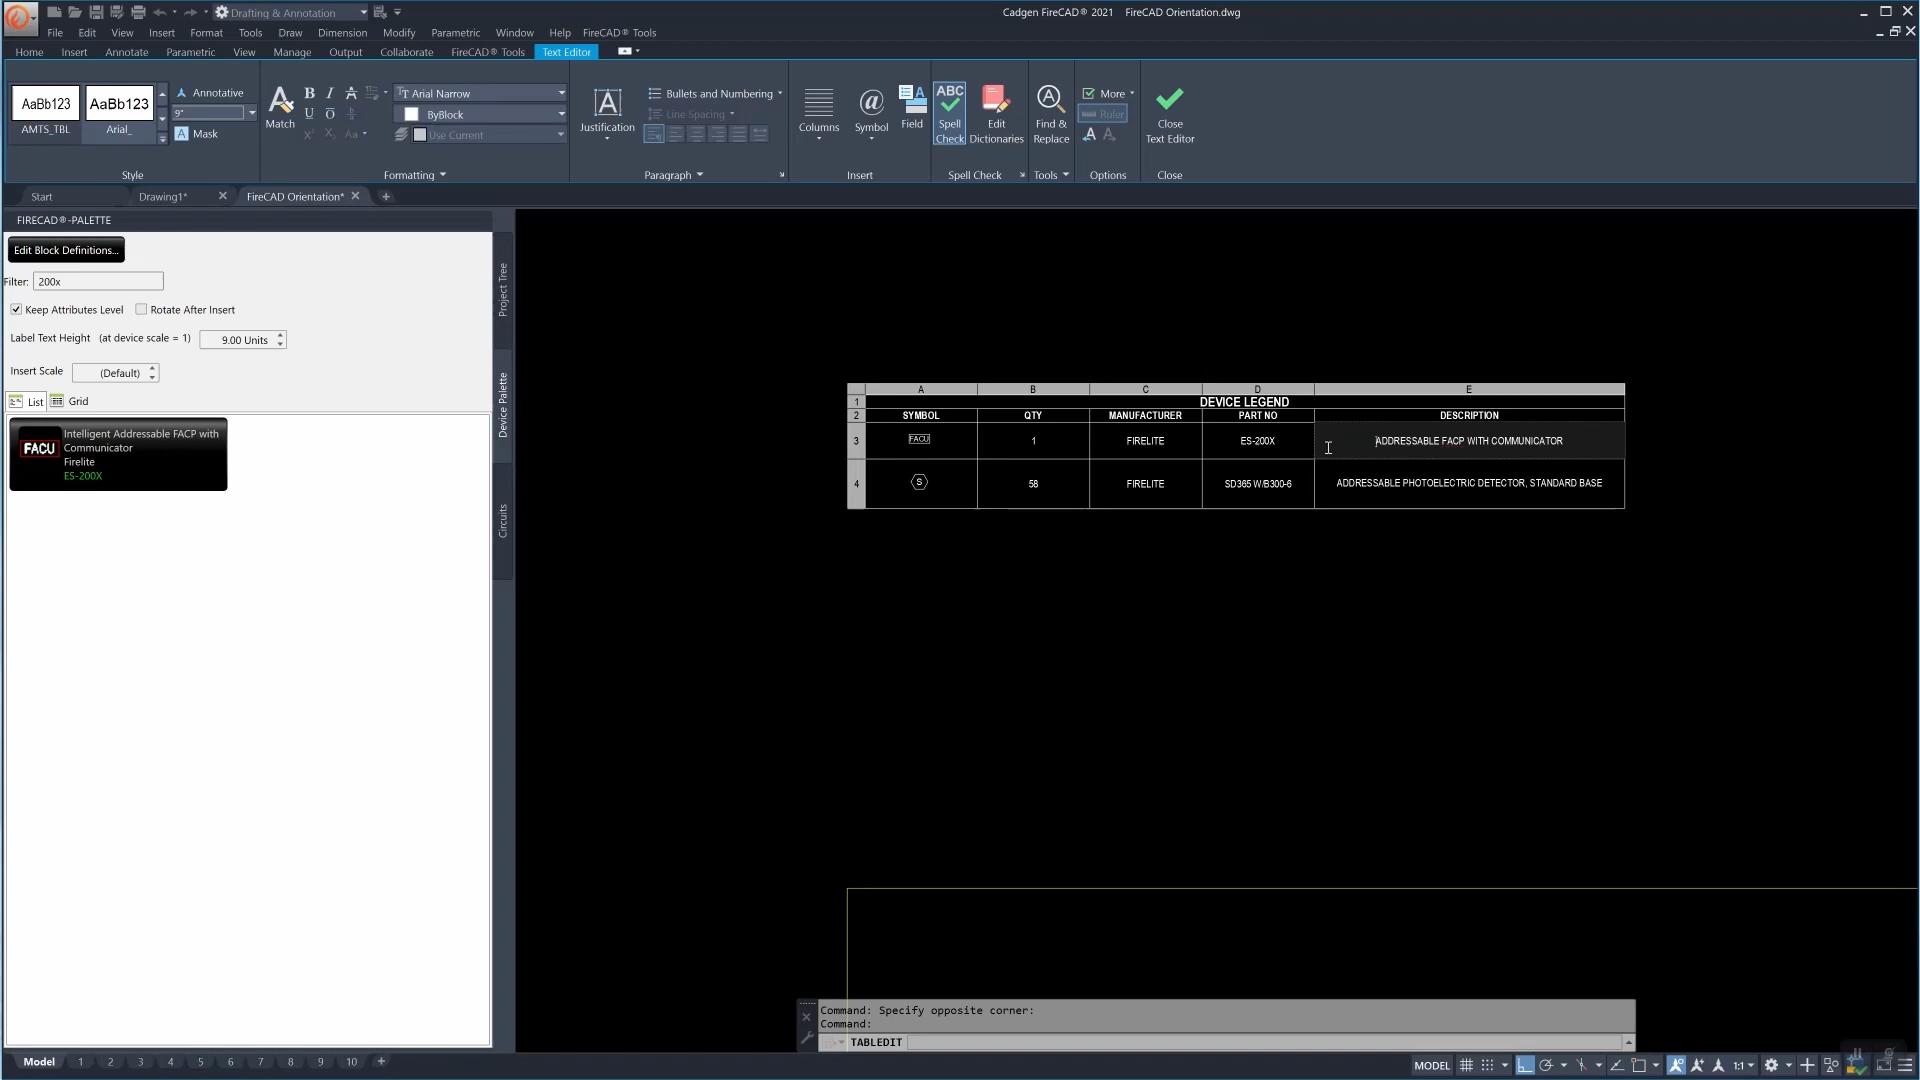 Drafting & Annotation
Cadgen FireCAD® 2021 FireCAD Orientation.dwg
File Edit View Insert Format Tools Draw Dimension Modify Parametric Window Help FireCAD® Tools
Home Insert Annotate Parametric View Manage Output Collaborate FireCAD® Tools Text Editor
AaBb123 AaBb123
AMTS_TBL Arial_
Annotative
9"
Mask
Style
Match
B I A
U O
Aa
Arial Narrow
ByBlock
Use Current
Formatting
Justification
Bullets and Numbering
Line Spacing
Paragraph
Columns
Symbol
Field
Insert
ABC
Spell
Check
Edit
Dictionaries
Spell Check
Find &
Replace
Tools
More
Ruler
Options
Close
Text Editor
Close
Start Drawing1* FireCAD Orientation*
FIRECAD®-PALETTE
Edit Block Definitions...
Filter: 200x
Keep Attributes Level Rotate After Insert
Label Text Height (at device scale = 1) 9.00 Units
Insert Scale (Default)
List Grid
FACU
Intelligent Addressable FACP with
Communicator
Firelite
ES-200X
Project Tree
Device Palette
Circuits
A B C D E
1 DEVICE LEGEND
2 SYMBOL QTY MANUFACTURER PART NO DESCRIPTION
3 FACU 1 FIRELITE ES-200X ADDRESSABLE FACP WITH COMMUNICATOR
4 S 58 FIRELITE SD365 W/B300-6 ADDRESSABLE PHOTOELECTRIC DETECTOR, STANDARD BASE
Command: Specify opposite corner:
Command:
TABLEDIT
Model 1 2 3 4 5 6 7 8 9 10 +
MODEL 1:1